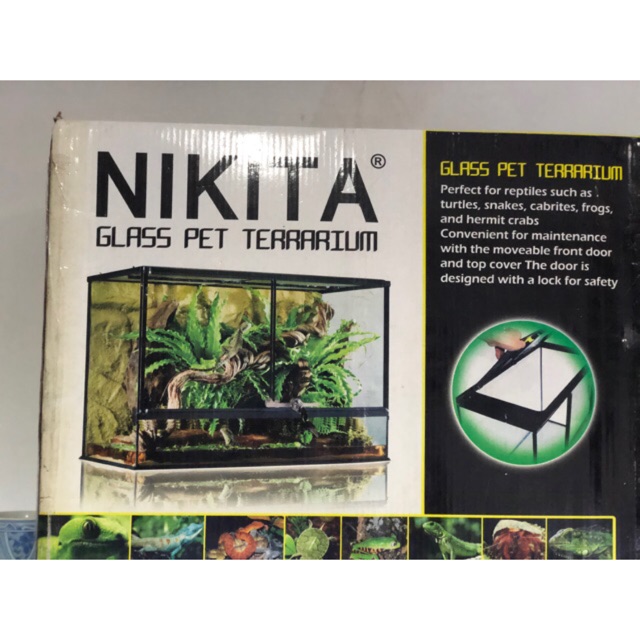 NIKITA®
GLASS PET TERRARIUM
GLASS PET TERRARIUM
Perfect for reptiles such as
turtles, snakes, cabrites, frogs,
and hermit crabs
Convenient for maintenance
with the moveable front door
and top cover The door is
designed with a lock for safety